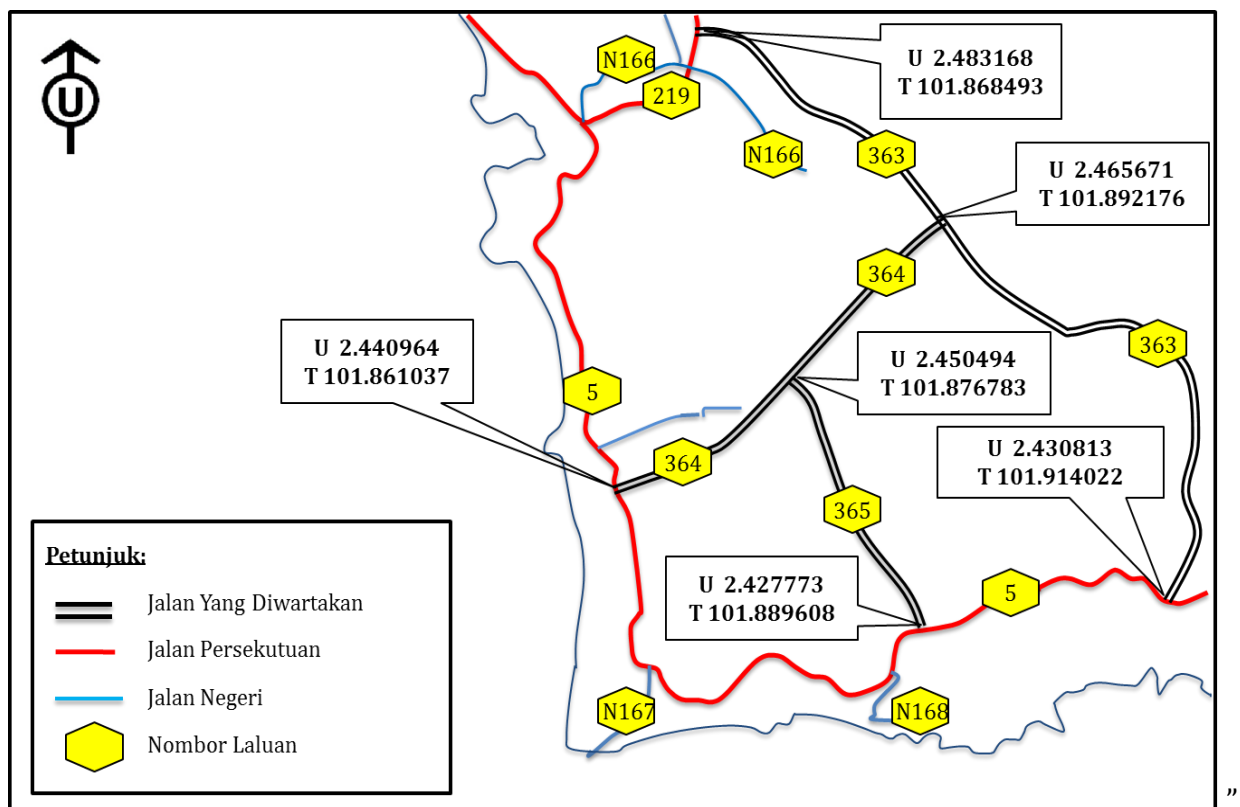 U
N166
219
N166
U 2.483168
T 101.868493
363
U 2.465671
T 101.892176
364
U 2.440964
T 101.861037
5
U 2.450494
T 101.876783
363
364
U 2.430813
T 101.914022
365
U 2.427773
T 101.889608
5
N167
N168
Petunjuk:
Jalan Yang Diwartakan
Jalan Persekutuan
Jalan Negeri
Nombor Laluan
”